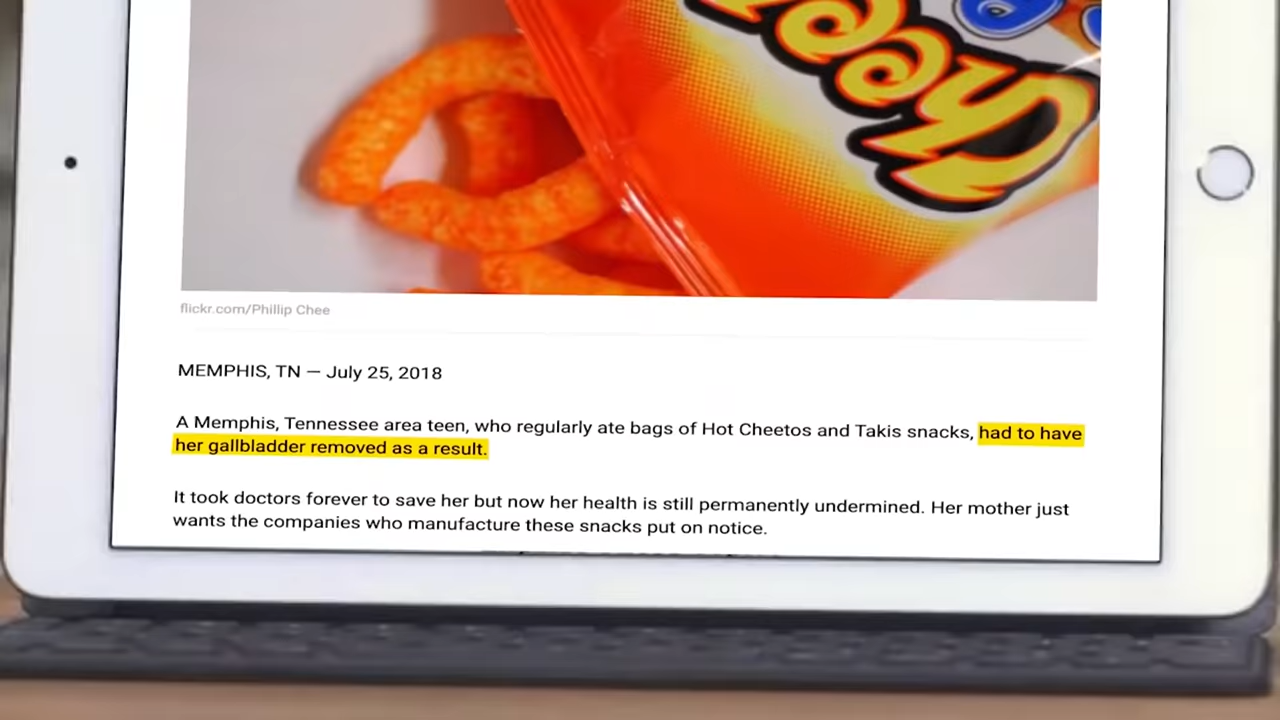 Chee
flickr.com/Phillip Chee
MEMPHIS, TN — July 25, 2018
A Memphis, Tennessee area teen, who regularly ate bags of Hot Cheetos and Takis snacks, had to have
her gallbladder removed as a result.
It took doctors forever to save her but now her health is still permanently undermined. Her mother just
wants the companies who manufacture these snacks put on notice.